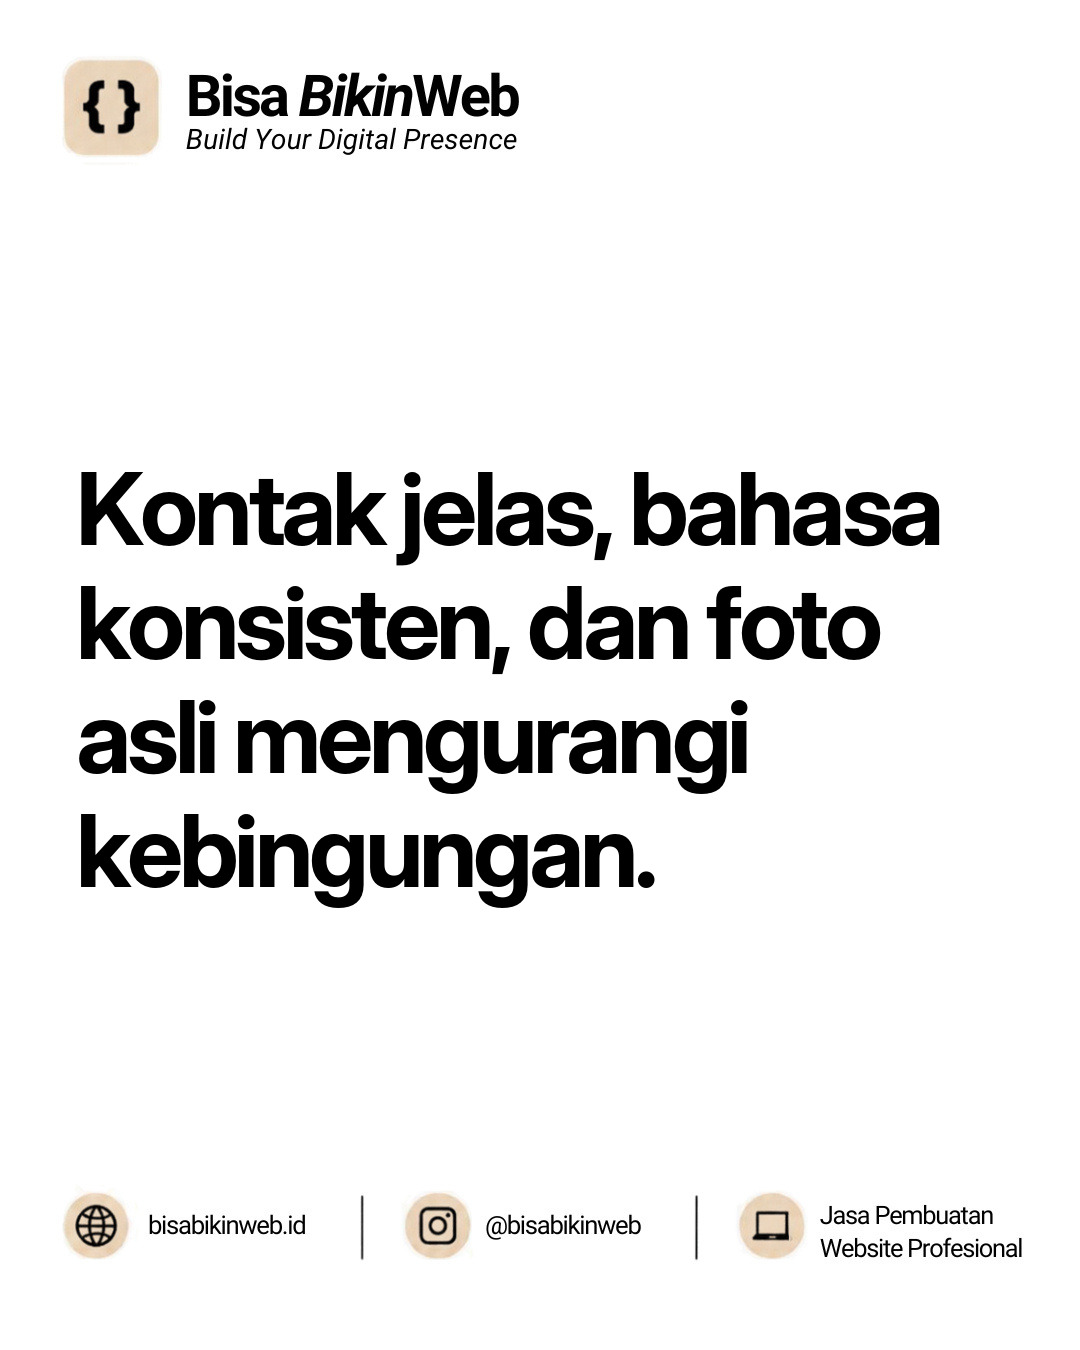 { }
Bisa BikinWeb
Build Your Digital Presence
Kontak jelas, bahasa
konsisten, dan foto
asli mengurangi
kebingungan.
bisabikinweb.id
@bisabikinweb
Jasa Pembuatan
Website Profesional